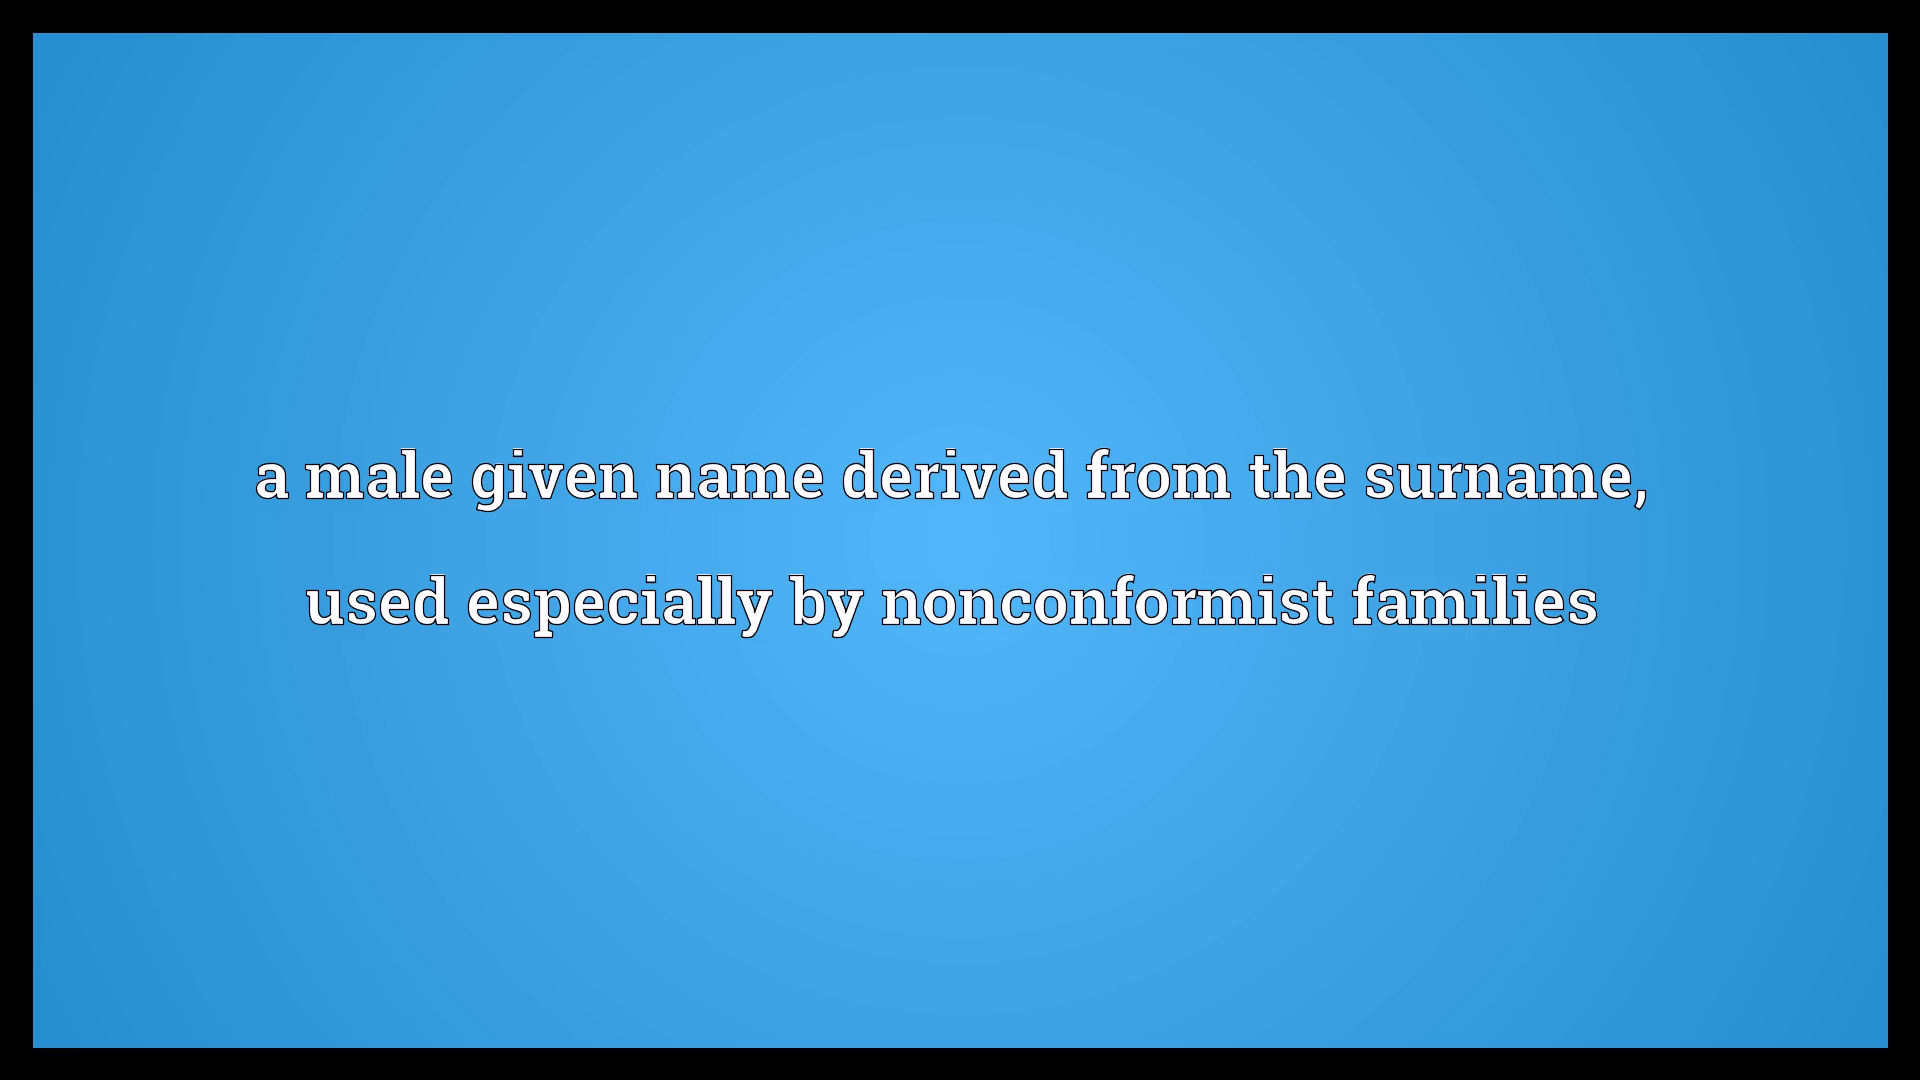 a male given name derived from the surname,
used especially by nonconformist families